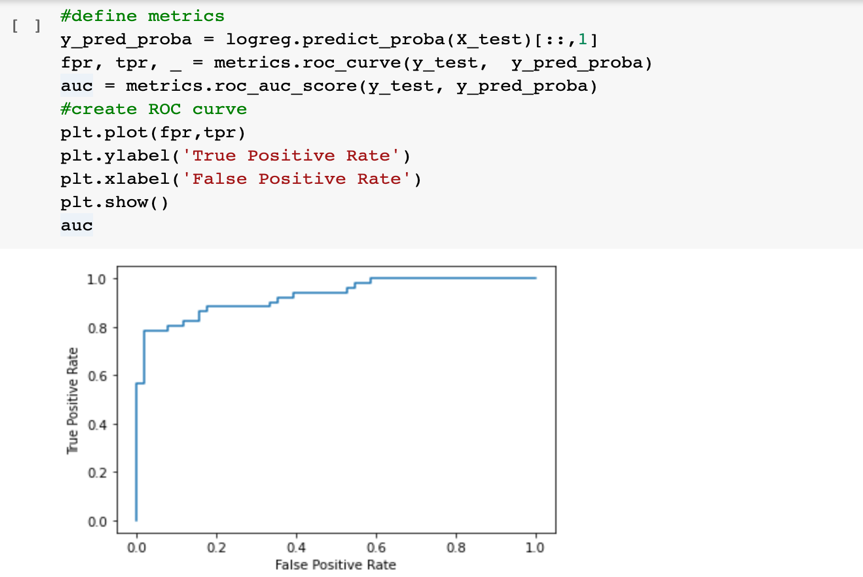 [ ]
#define metrics
y_pred_proba = logreg.predict_proba(X_test)[::,1]
fpr, tpr, _ = metrics.roc_curve(y_test,  y_pred_proba)
auc = metrics.roc_auc_score(y_test, y_pred_proba)
#create ROC curve
plt.plot(fpr,tpr)
plt.ylabel('True Positive Rate')
plt.xlabel('False Positive Rate')
plt.show()
auc
True Positive Rate
1.0
0.8
0.6
0.4
0.2
0.0
0.0 0.2 0.4 0.6 0.8 1.0
False Positive Rate